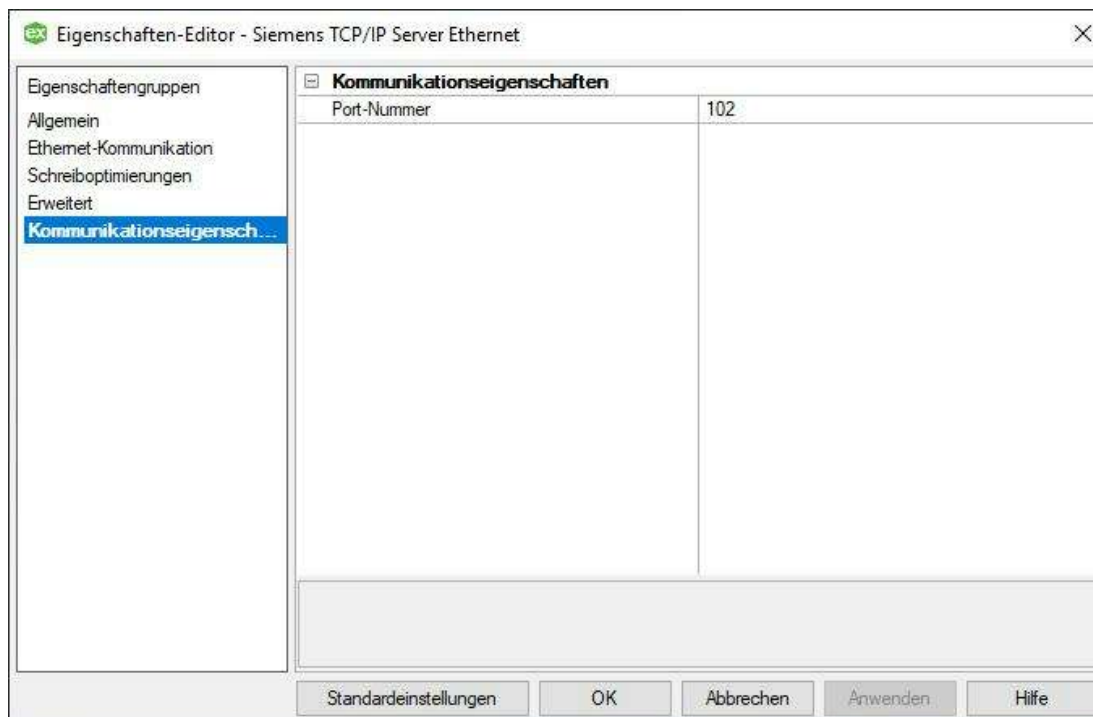 ex Eigenschaften-Editor - Siemens TCP/IP Server Ethernet
Eigenschaftengruppen
Allgemein
Ethernet-Kommunikation
Schreiboptimierungen
Erweitert
Kommunikationseigensch...
Kommunikationseigenschaften
Port-Nummer 102
Standardeinstellungen OK Abbrechen Anwenden Hilfe